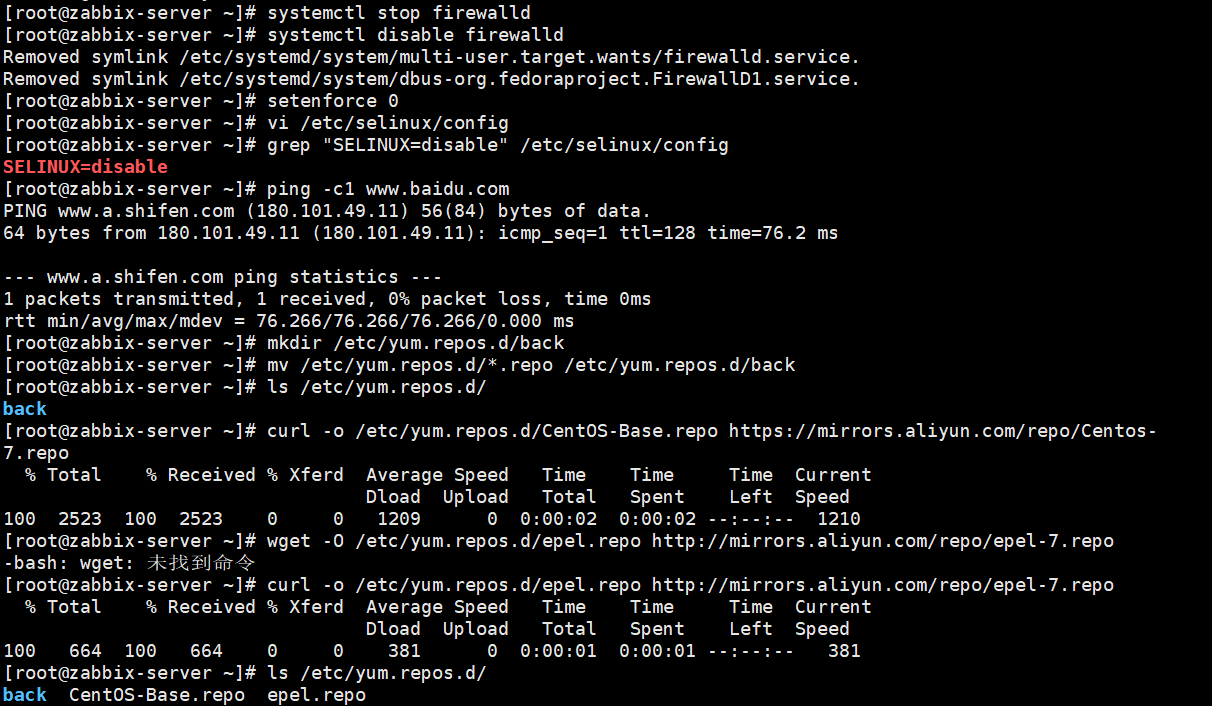 [root@zabbix-server ~]# systemctl stop firewalld
[root@zabbix-server ~]# systemctl disable firewalld
Removed symlink /etc/systemd/system/multi-user.target.wants/firewalld.service.
Removed symlink /etc/systemd/system/dbus-org.fedoraproject.FirewallD1.service.
[root@zabbix-server ~]# setenforce 0
[root@zabbix-server ~]# vi /etc/selinux/config
[root@zabbix-server ~]# grep "SELINUX=disable" /etc/selinux/config
SELINUX=disable
[root@zabbix-server ~]# ping -c1 www.baidu.com
PING www.a.shifen.com (180.101.49.11) 56(84) bytes of data.
64 bytes from 180.101.49.11 (180.101.49.11): icmp_seq=1 ttl=128 time=76.2 ms

--- www.a.shifen.com ping statistics ---
1 packets transmitted, 1 received, 0% packet loss, time 0ms
rtt min/avg/max/mdev = 76.266/76.266/76.266/0.000 ms
[root@zabbix-server ~]# mkdir /etc/yum.repos.d/back
[root@zabbix-server ~]# mv /etc/yum.repos.d/*.repo /etc/yum.repos.d/back
[root@zabbix-server ~]# ls /etc/yum.repos.d/
back
[root@zabbix-server ~]# curl -o /etc/yum.repos.d/CentOS-Base.repo https://mirrors.aliyun.com/repo/Centos-
7.repo
  % Total    % Received % Xferd  Average Speed   Time    Time     Time  Current
                                 Dload  Upload   Total   Spent    Left  Speed
100  2523  100  2523    0     0   1209      0  0:00:02  0:00:02 --:--:--  1210
[root@zabbix-server ~]# wget -O /etc/yum.repos.d/epel.repo http://mirrors.aliyun.com/repo/epel-7.repo
-bash: wget: 未找到命令
[root@zabbix-server ~]# curl -o /etc/yum.repos.d/epel.repo http://mirrors.aliyun.com/repo/epel-7.repo
  % Total    % Received % Xferd  Average Speed   Time    Time     Time  Current
                                 Dload  Upload   Total   Spent    Left  Speed
100   664  100   664    0     0    381      0  0:00:01  0:00:01 --:--:--   381
[root@zabbix-server ~]# ls /etc/yum.repos.d/
back  CentOS-Base.repo  epel.repo